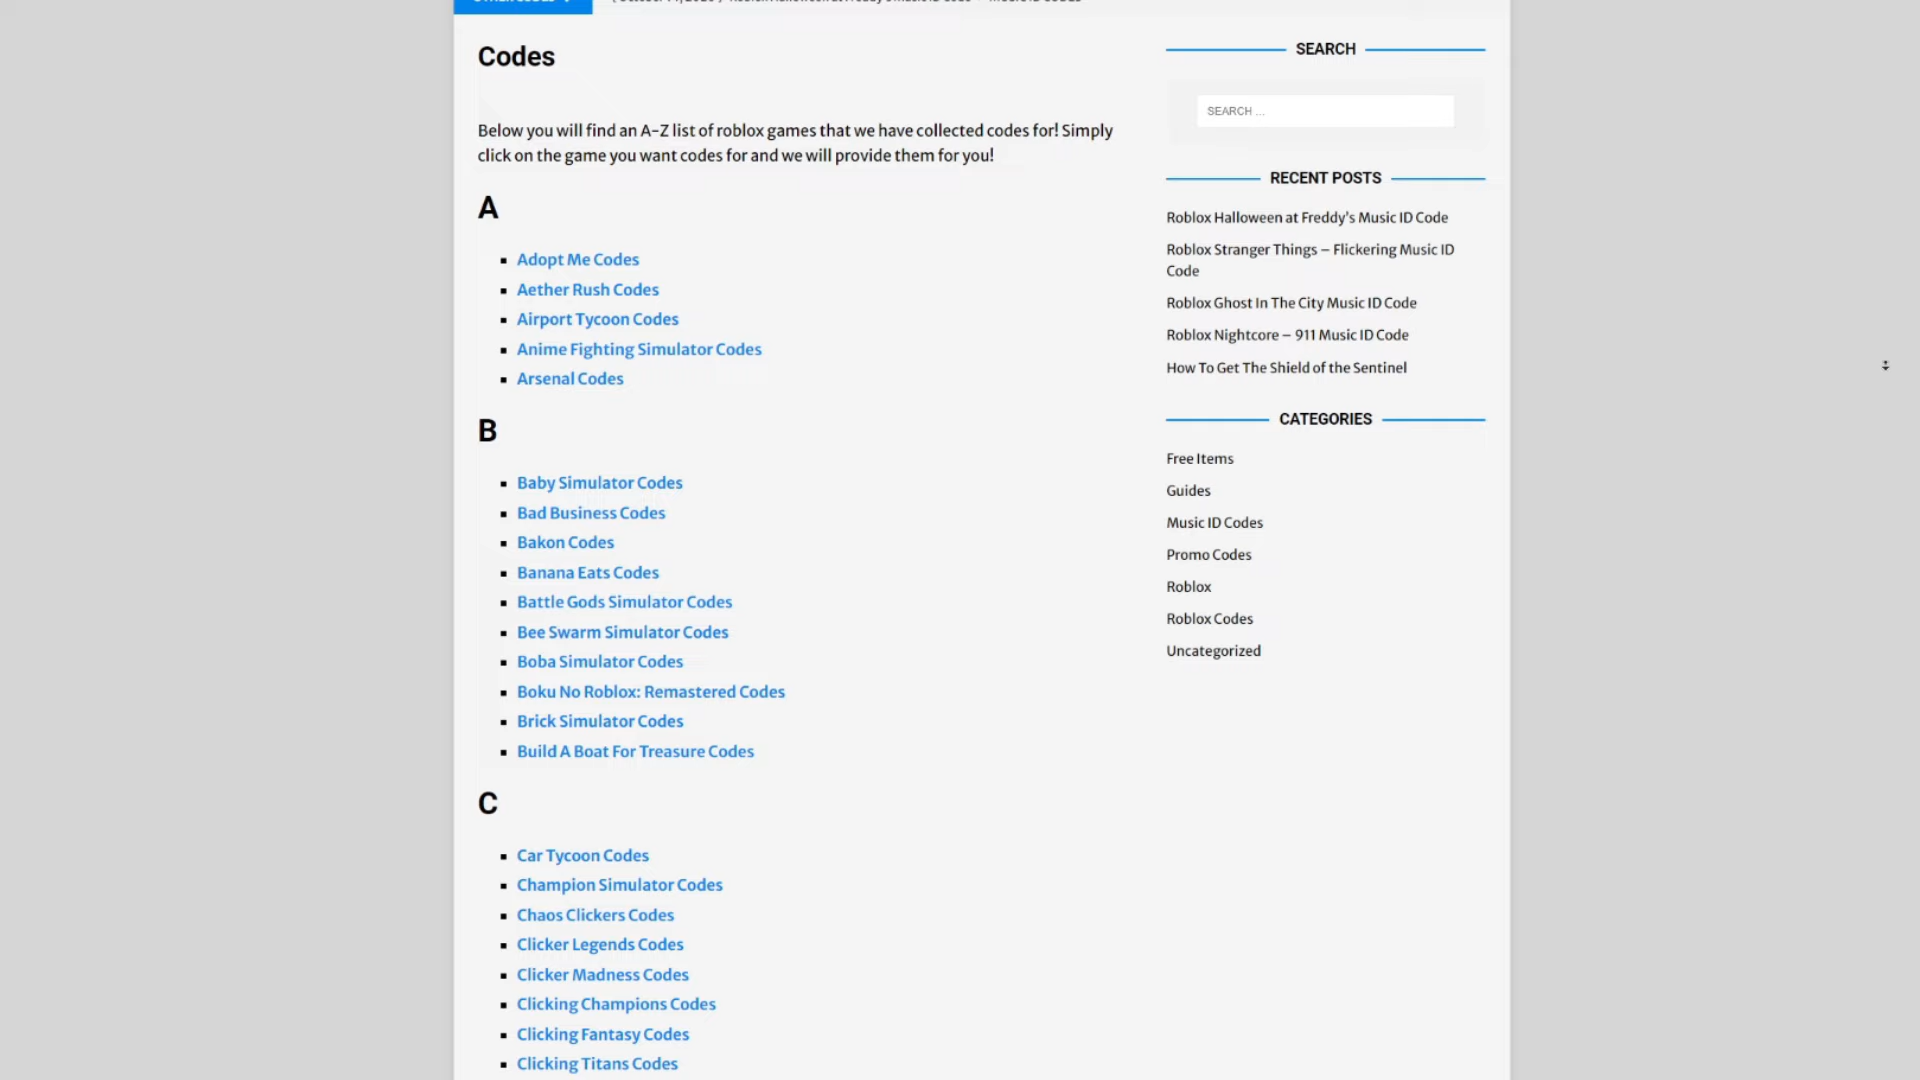 Codes
Below you will find an A-Z list of roblox games that we have collected codes for! Simply
click on the game you want codes for and we will provide them for you!
A
Adopt Me Codes
Aether Rush Codes
Airport Tycoon Codes
Anime Fighting Simulator Codes
Arsenal Codes
B
Baby Simulator Codes
Bad Business Codes
Bakon Codes
Banana Eats Codes
Battle Gods Simulator Codes
Bee Swarm Simulator Codes
Boba Simulator Codes
Boku No Roblox: Remastered Codes
Brick Simulator Codes
Build A Boat For Treasure Codes
C
Car Tycoon Codes
Champion Simulator Codes
Chaos Clickers Codes
Clicker Legends Codes
Clicker Madness Codes
Clicking Champions Codes
Clicking Fantasy Codes
Clicking Titans Codes
SEARCH
SEARCH ...
RECENT POSTS
Roblox Halloween at Freddy's Music ID Code
Roblox Stranger Things – Flickering Music ID
Code
Roblox Ghost In The City Music ID Code
Roblox Nightcore – 911 Music ID Code
How To Get The Shield of the Sentinel
CATEGORIES
Free Items
Guides
Music ID Codes
Promo Codes
Roblox
Roblox Codes
Uncategorized